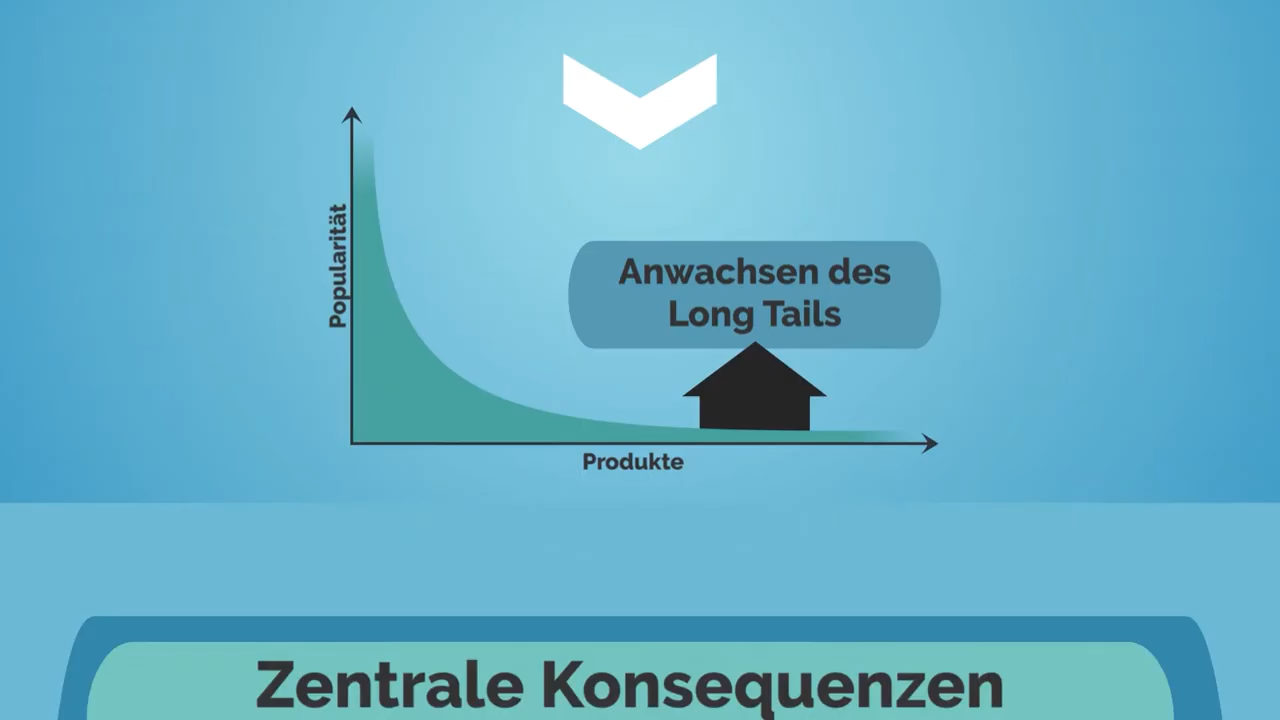 Popularität
Anwachsen des
Long Tails
Produkte
Zentrale Konsequenzen